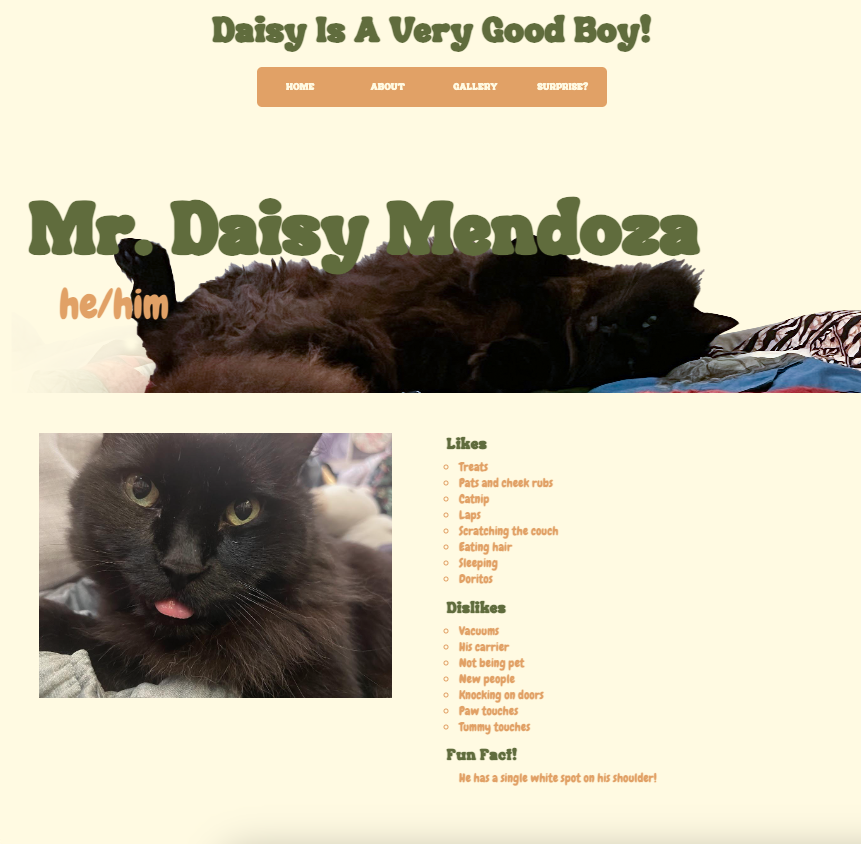 Daisy Is A Very Good Boy!
HOME ABOUT GALLERY SURPRISE?
Mr. Daisy Mendoza
he/him
Likes
Treats
Pats and cheek rubs
Catnip
Laps
Scratching the couch
Eating hair
Sleeping
Doritos
Dislikes
Vacuums
His carrier
Not being pet
New people
Knocking on doors
Paw touches
Tummy touches
Fun Fact!
He has a single white spot on his shoulder!